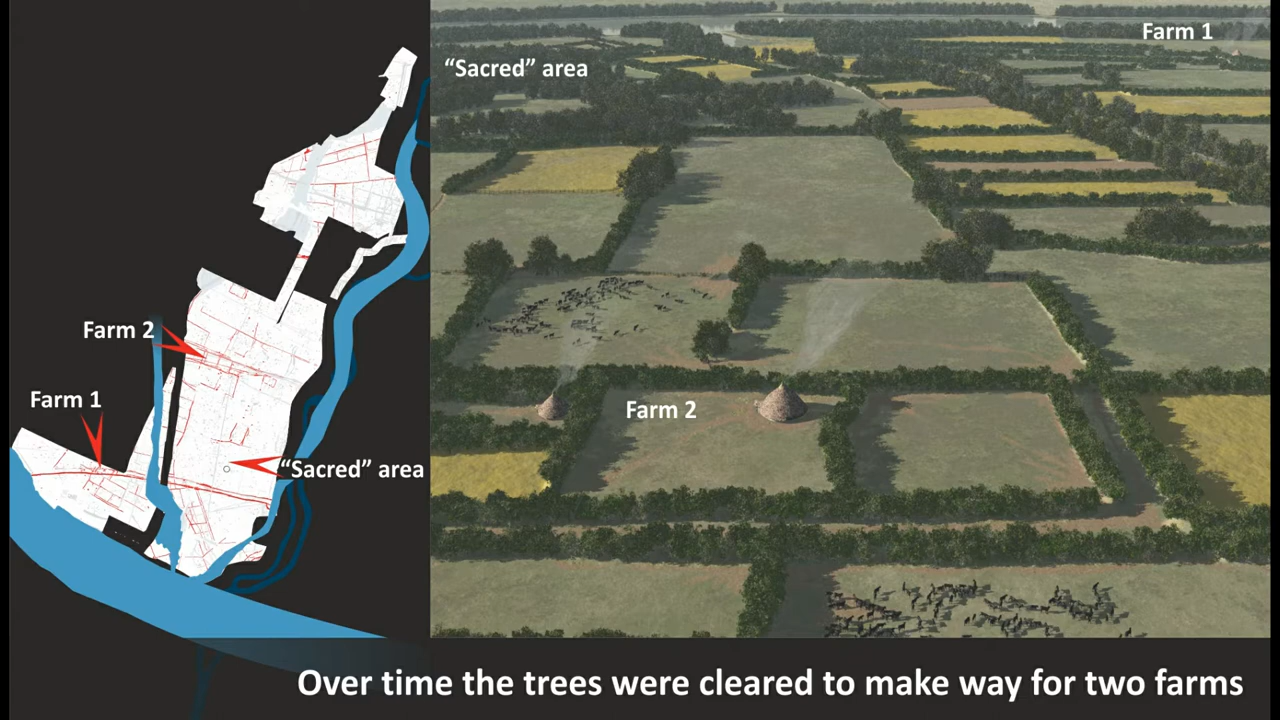 Farm 1
“Sacred” area
Farm 2
Farm 1
“Sacred” area
Farm 2
Over time the trees were cleared to make way for two farms